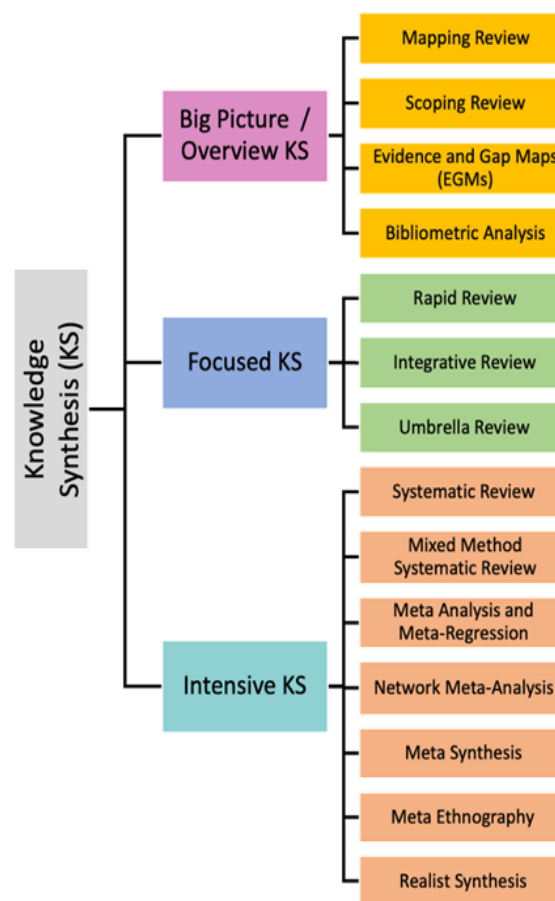 Knowledge
Synthesis (KS)
Big Picture /
Overview KS
Mapping Review
Scoping Review
Evidence and Gap Maps
(EGMs)
Bibliometric Analysis
Focused KS
Rapid Review
Integrative Review
Umbrella Review
Intensive KS
Systematic Review
Mixed Method
Systematic Review
Meta Analysis and
Meta-Regression
Network Meta-Analysis
Meta Synthesis
Meta Ethnography
Realist Synthesis